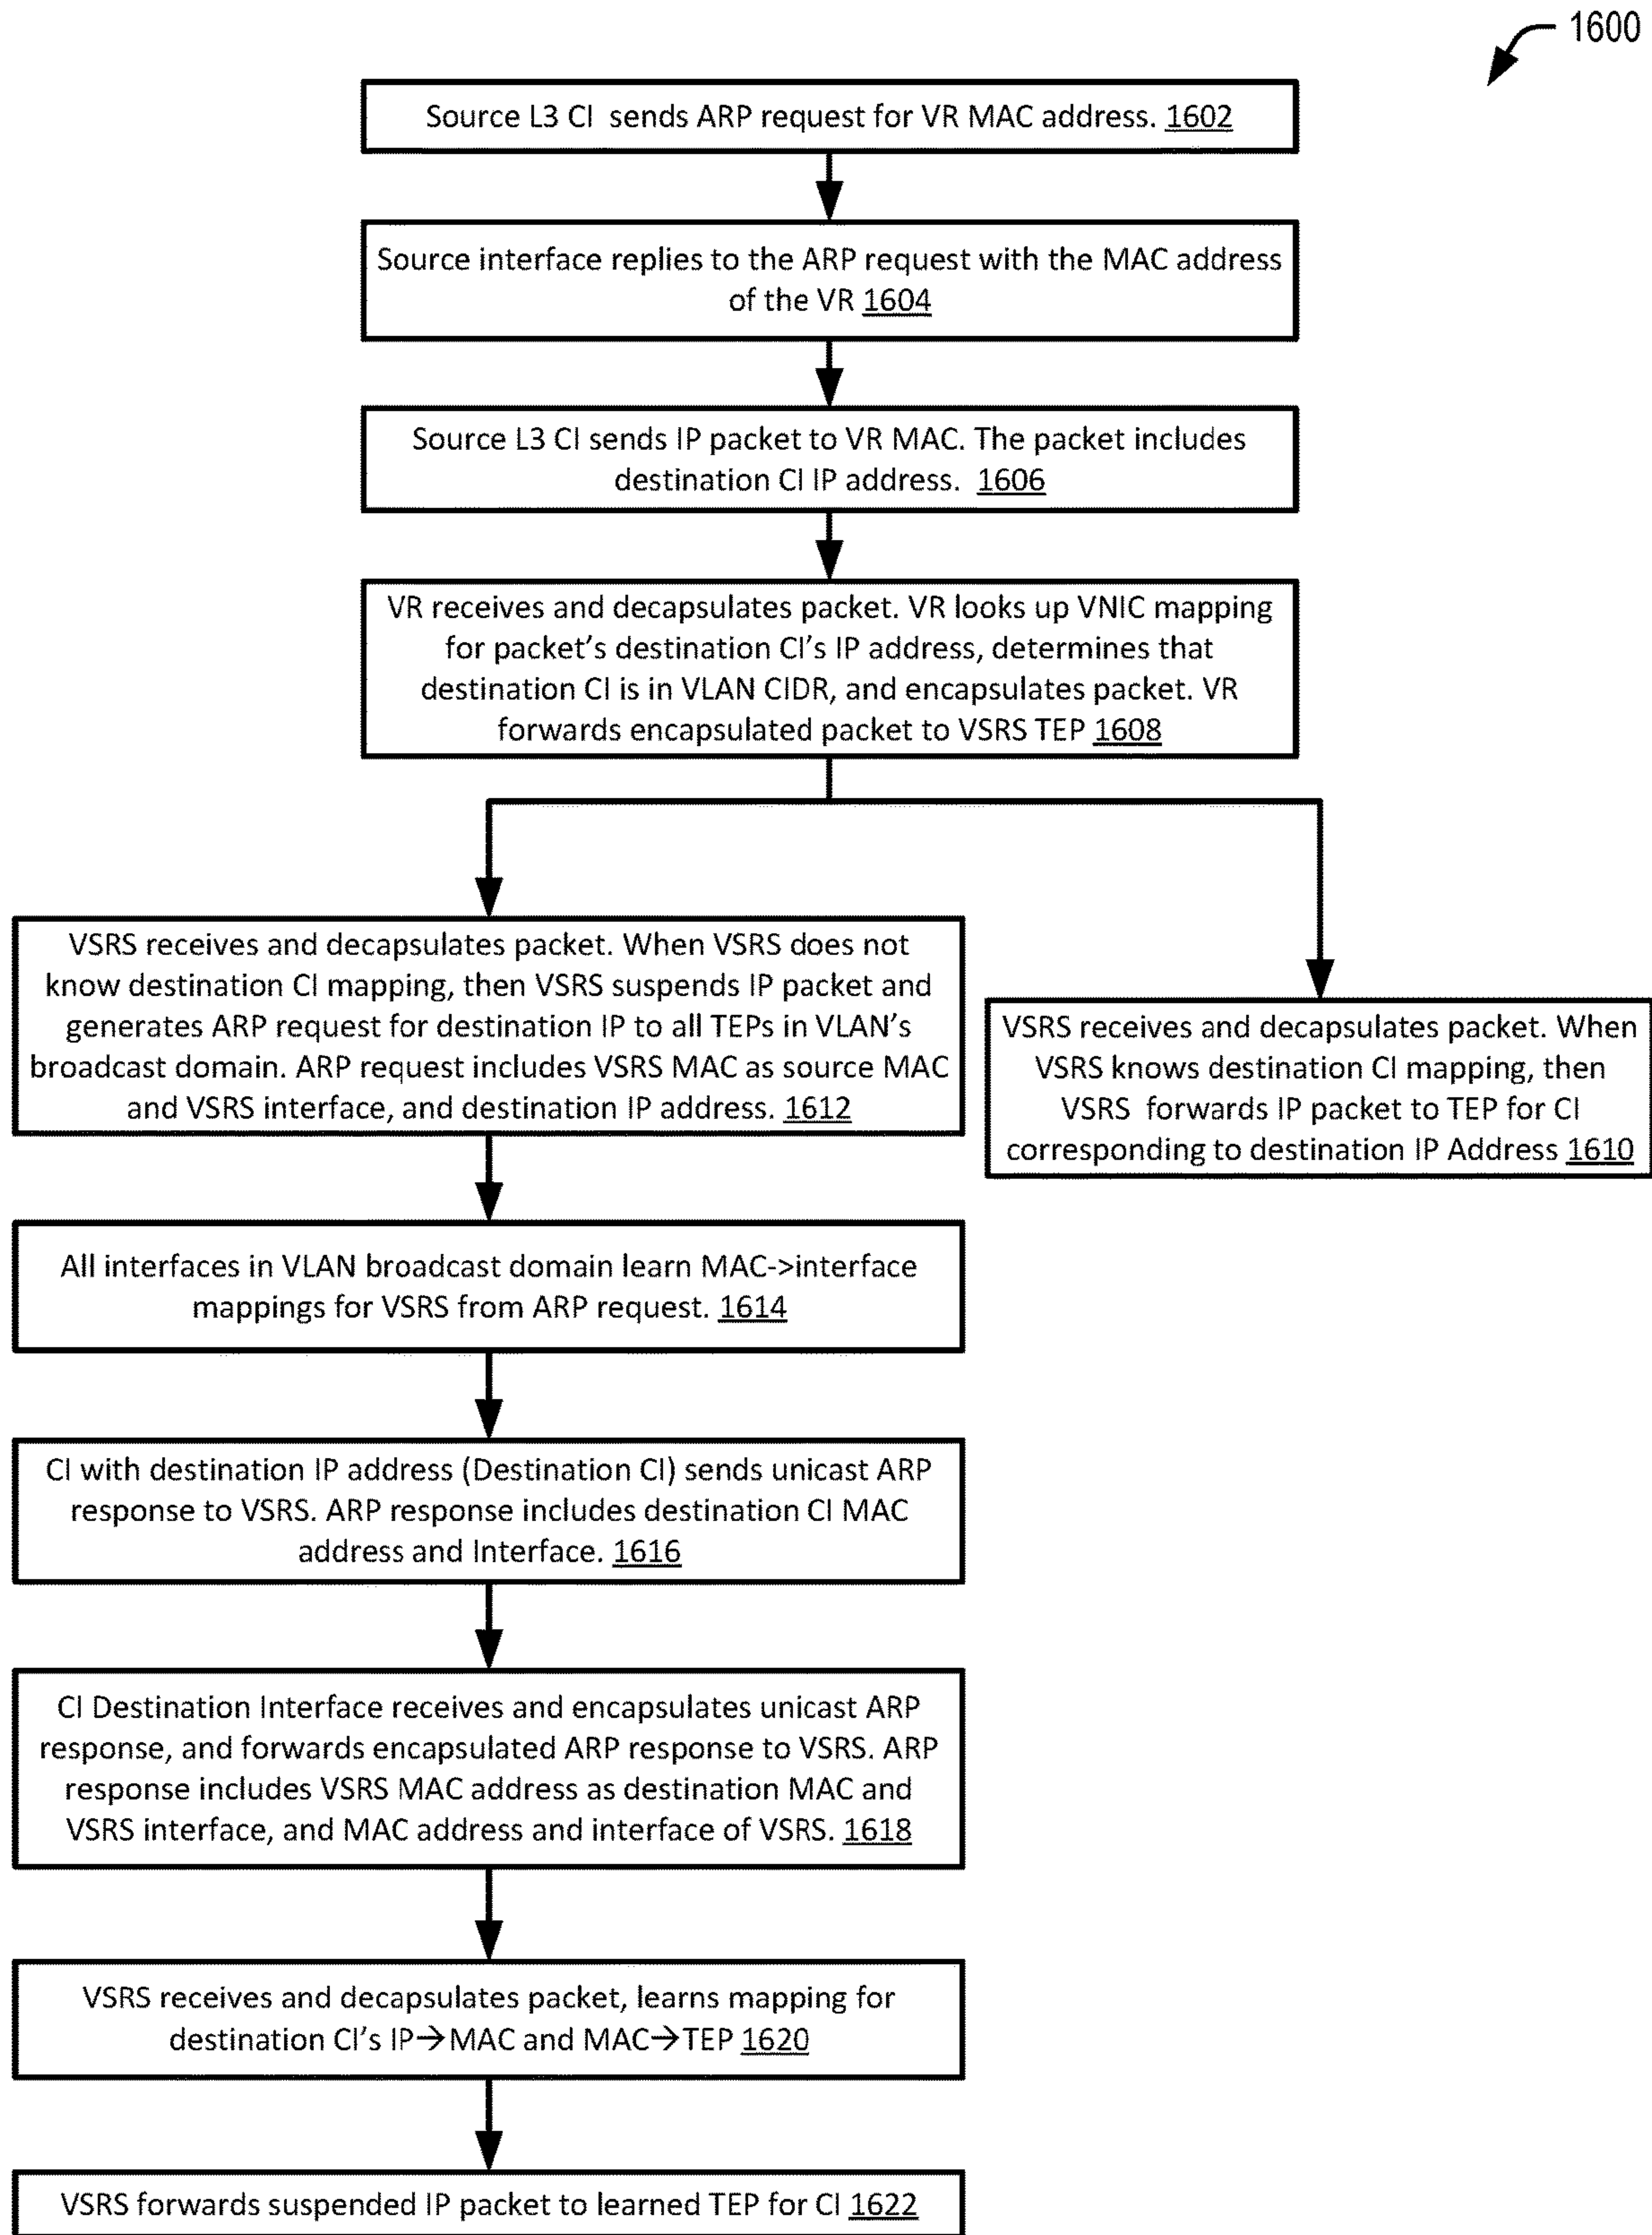 1600
Source L3 CI sends ARP request for VR MAC address. 1602
Source interface replies to the ARP request with the MAC address
of the VR 1604
Source L3 CI sends IP packet to VR MAC. The packet includes
destination CI IP address. 1606
VR receives and decapsulates packet. VR looks up VNIC mapping
for packet's destination CI's IP address, determines that
destination CI is in VLAN CIDR, and encapsulates packet. VR
forwards encapsulated packet to VSRS TEP 1608
VSRS receives and decapsulates packet. When VSRS does not
know destination CI mapping, then VSRS suspends IP packet and
generates ARP request for destination IP to all TEPs in VLAN's
broadcast domain. ARP request includes VSRS MAC as source MAC
and VSRS interface, and destination IP address. 1612
VSRS receives and decapsulates packet. When
VSRS knows destination CI mapping, then
VSRS forwards IP packet to TEP for CI
corresponding to destination IP Address 1610
All interfaces in VLAN broadcast domain learn MAC->interface
mappings for VSRS from ARP request. 1614
CI with destination IP address (Destination CI) sends unicast ARP
response to VSRS. ARP response includes destination CI MAC
address and Interface. 1616
CI Destination Interface receives and encapsulates unicast ARP
response, and forwards encapsulated ARP response to VSRS. ARP
response includes VSRS MAC address as destination MAC and
VSRS interface, and MAC address and interface of VSRS. 1618
VSRS receives and decapsulates packet, learns mapping for
destination CI's IP→MAC and MAC→TEP 1620
VSRS forwards suspended IP packet to learned TEP for CI 1622